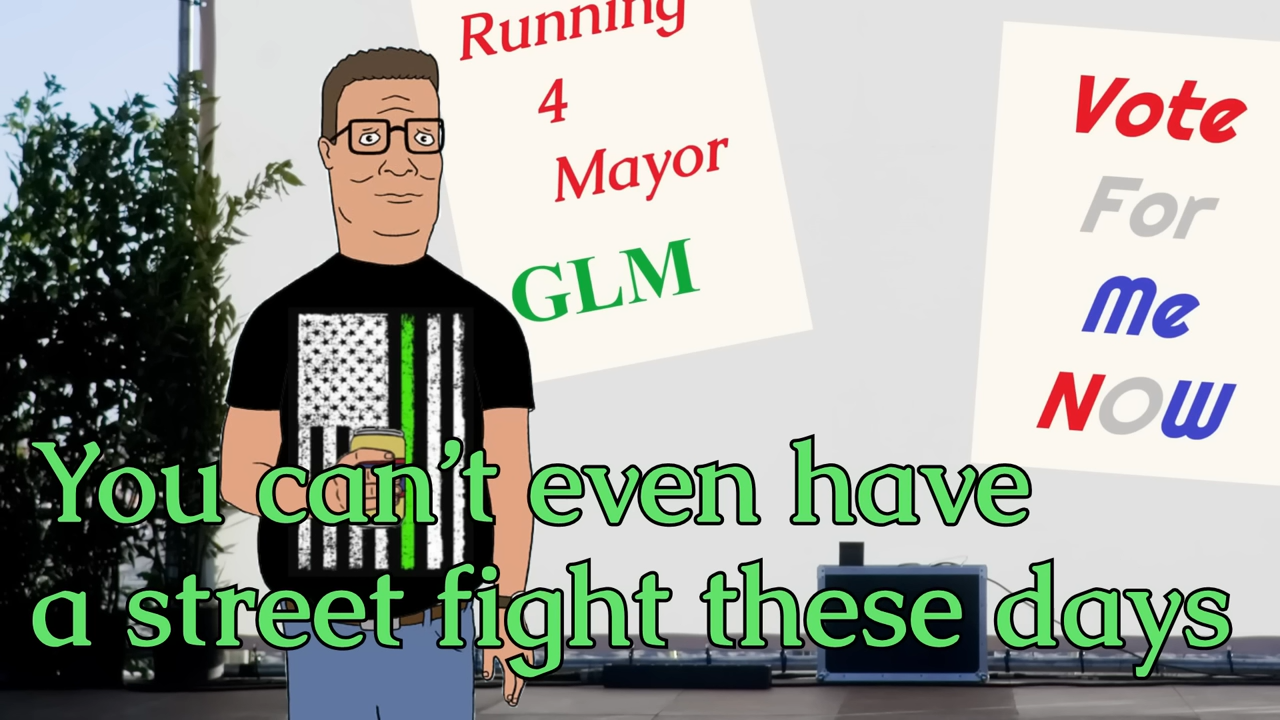 Running
4
Mayor
GLM
Vote
For
Me
NOW
You can't even have
a street fight these days